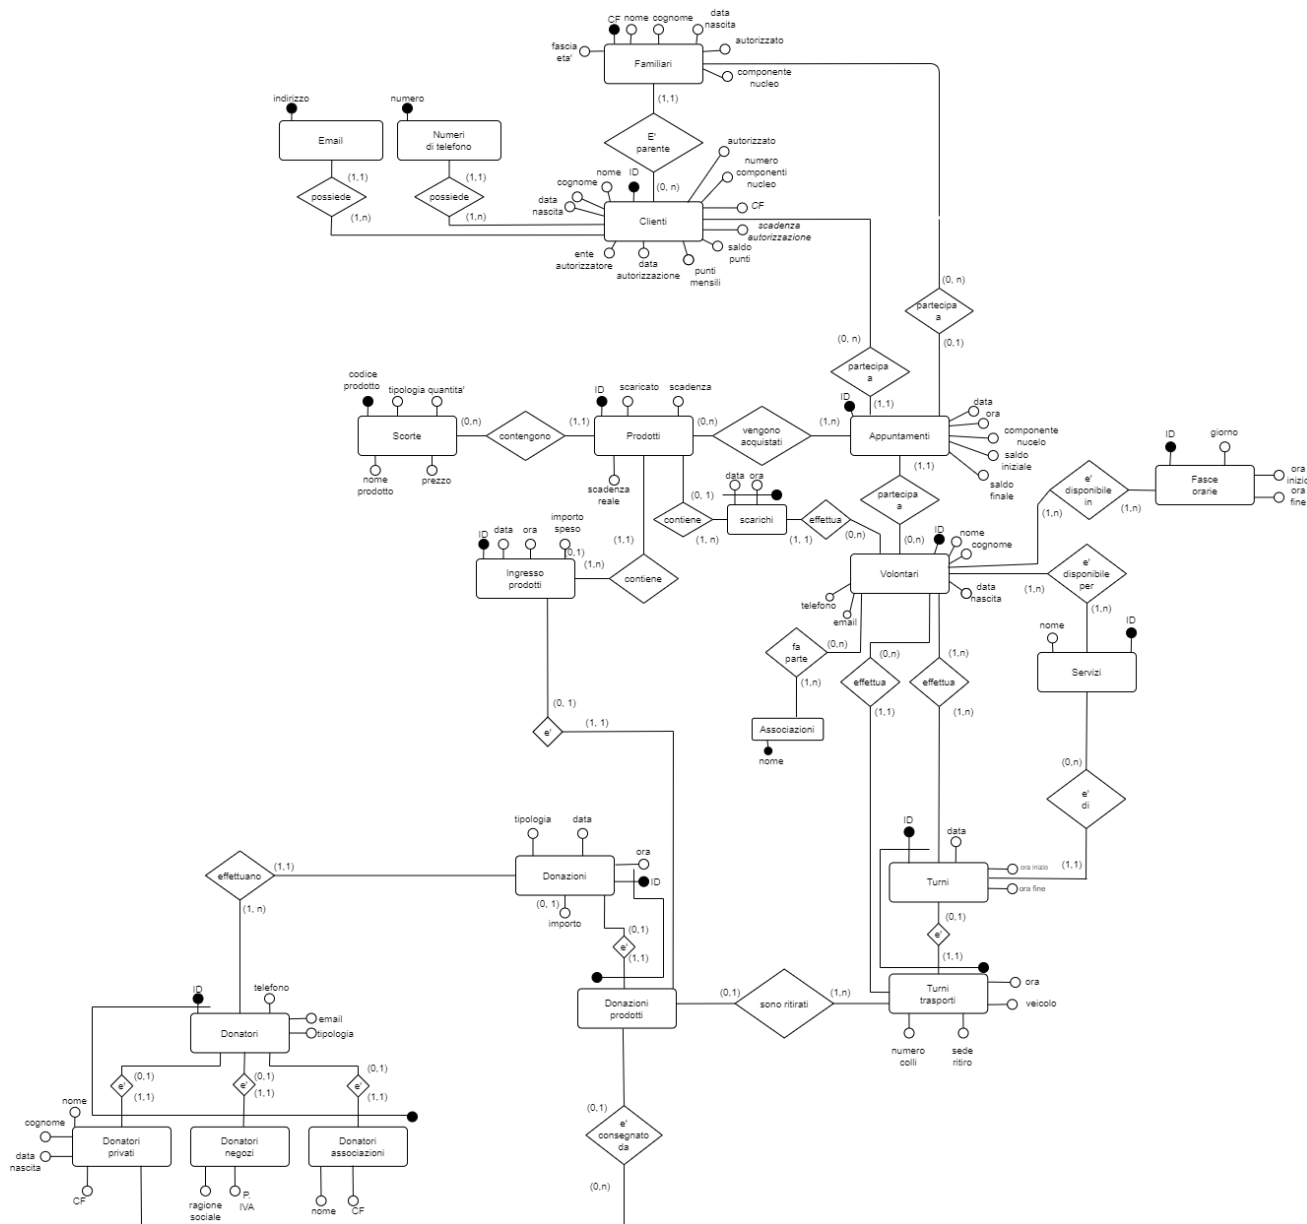 CF
nome
cognome
data
nascita
fascia
eta'
autorizzato
Familiari
componente
nucleo
(1,1)
indirizzo
numero
Email
Numeri
di telefono
E'
parente
autorizzato
(1,1)
(1,1)
possiede
possiede
(1,n)
(1,n)
cognome
nome
ID
(0, n)
numero
componenti
nucleo
data
nascita
CF
Clienti
scadenza
autorizzazione
saldo
punti
ente
autorizzatore
data
autorizzazione
punti
mensili
(0, n)
partecipa
a
(0,1)
(0, n)
partecipa
a
(1,1)
codice
prodotto
tipologia
quantita'
ID
scaricato
scadenza
ID
data
ora
(0,n)
(1,1)
(0,n)
(1,n)
Scorte
contengono
Prodotti
vengono
acquistati
Appuntamenti
componente
nucelo
saldo
iniziale
saldo
finale
nome
prodotto
prezzo
scadenza
reale
(1,1)
partecipa
a
(0,n)
ID
giorno
Fasce
orarie
ora
inizio
ora
fine
e'
disponibile
in
(1,n)
(1,n)
data
ora
(0, 1)
contiene
(1, n)
scarichi
(1, 1)
effettua
(0,n)
ID
data
ora
importo
speso
(0,1)
Ingresso
prodotti
(1,n)
(1,1)
contiene
ID
nome
cognome
Volontari
data
nascita
telefono
email
e'
disponibile
per
(1,n)
(1,n)
nome
ID
Servizi
fa
parte
(0,n)
(1,n)
Associazioni
nome
(0,n)
effettua
(1,1)
(1,n)
effettua
(1,n)
(0, 1)
e'
(1, 1)
(0,n)
e'
di
(1,1)
tipologia
data
ora
Donazioni
ID
(0, 1)
importo
(0,1)
e'
(1,1)
ID
data
Turni
ora inizio
ora fine
(0,1)
e'
(1,1)
effettuano
(1,1)
(1, n)
Donazioni
prodotti
(0,1)
sono ritirati
(1,n)
Turni
trasporti
ora
veicolo
numero
colli
sede
ritiro
ID
telefono
Donatori
email
tipologia
(0,1)
e'
(1,1)
(0,1)
e'
(1,1)
(0,1)
e'
(1,1)
nome
cognome
data
nascita
Donatori
privati
CF
Donatori
negozi
ragione
sociale
P.
IVA
Donatori
associazioni
nome
CF
(0,1)
e'
consegnato
da
(0,n)